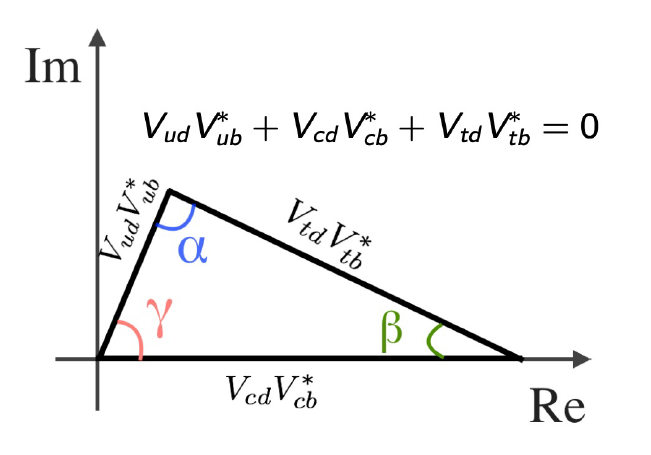 Im
V_{ud}V^*_{ub} + V_{cd}V^*_{cb} + V_{td}V^*_{tb} = 0
V_{ud}V^*_{ub}
V_{td}V^*_{tb}
α
γ
β
V_{cd}V^*_{cb}
Re